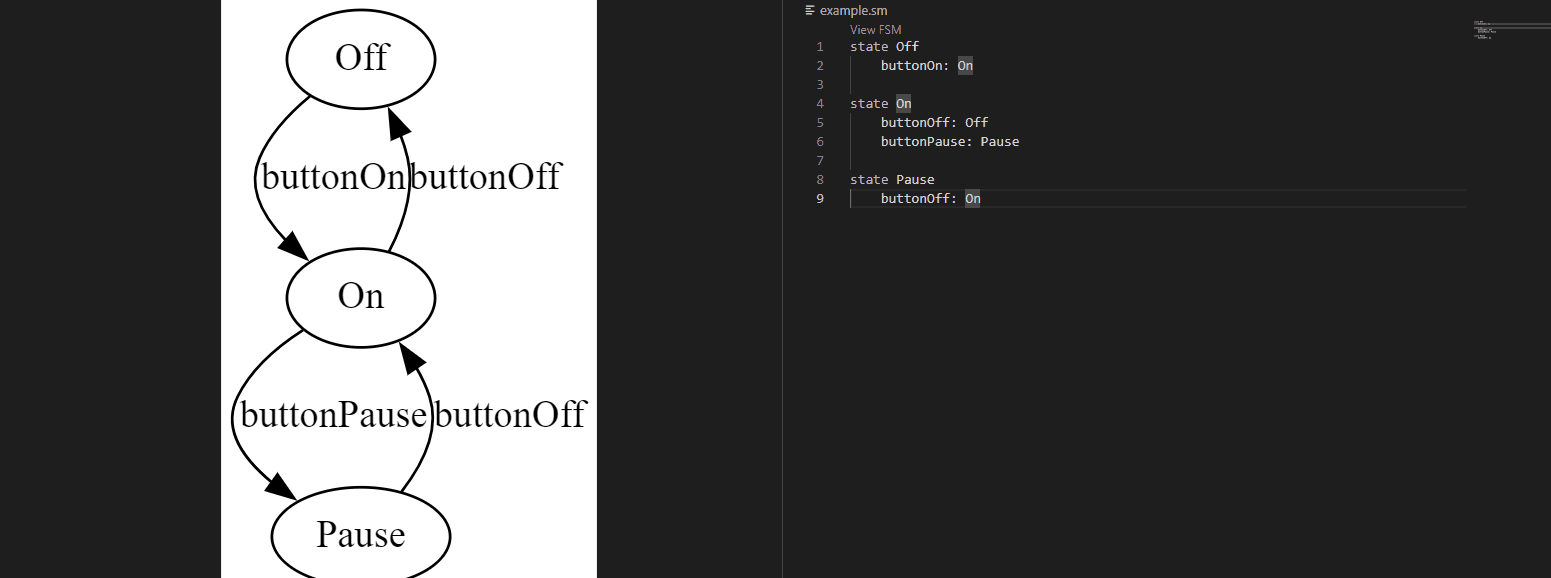 Off
buttonOn buttonOff
On
buttonPause buttonOff
Pause
example.sm
View FSM
1 state Off
2 buttonOn: On
3
4 state On
5 buttonOff: Off
6 buttonPause: Pause
7
8 state Pause
9 buttonOff: On